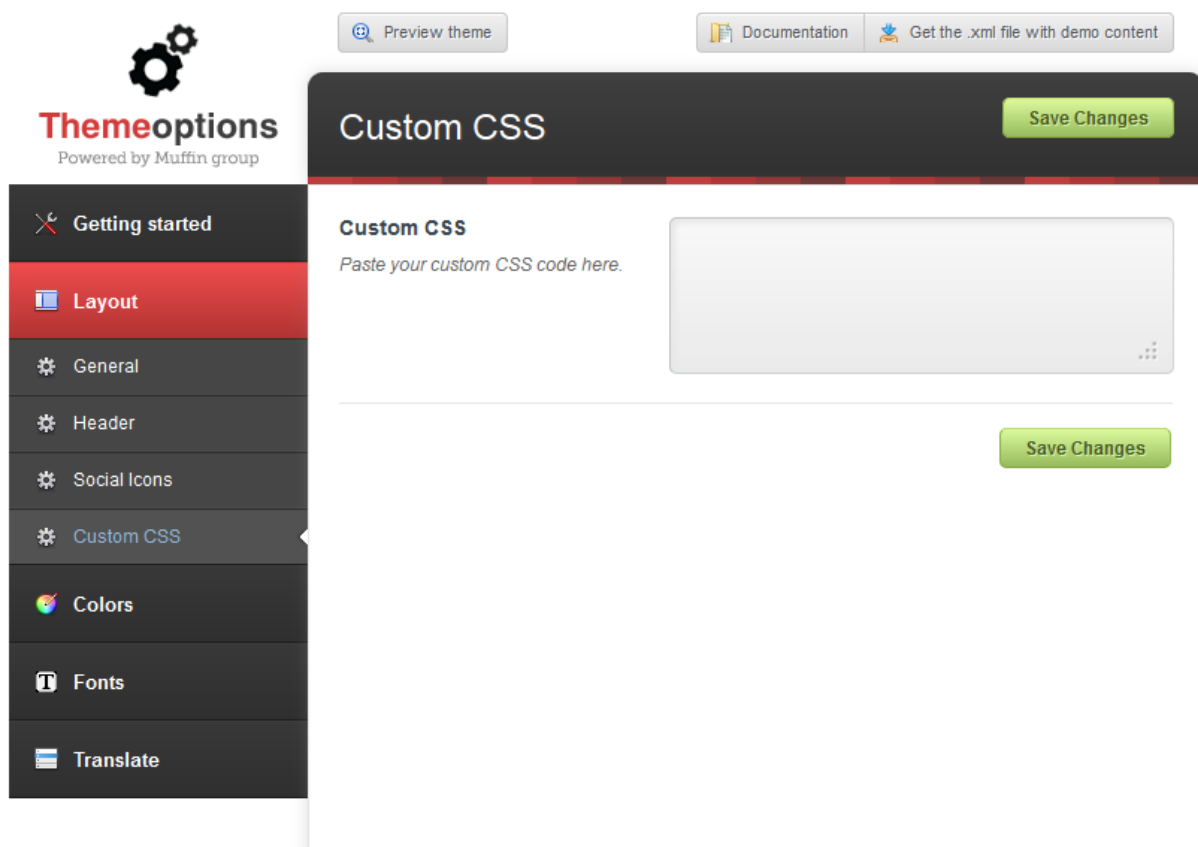 Preview theme
Documentation
Get the .xml file with demo content
Themeoptions
Powered by Muffin group
Custom CSS
Save Changes
Getting started
Layout
General
Header
Social Icons
Custom CSS
Colors
Fonts
Translate
Custom CSS
Paste your custom CSS code here.
Save Changes